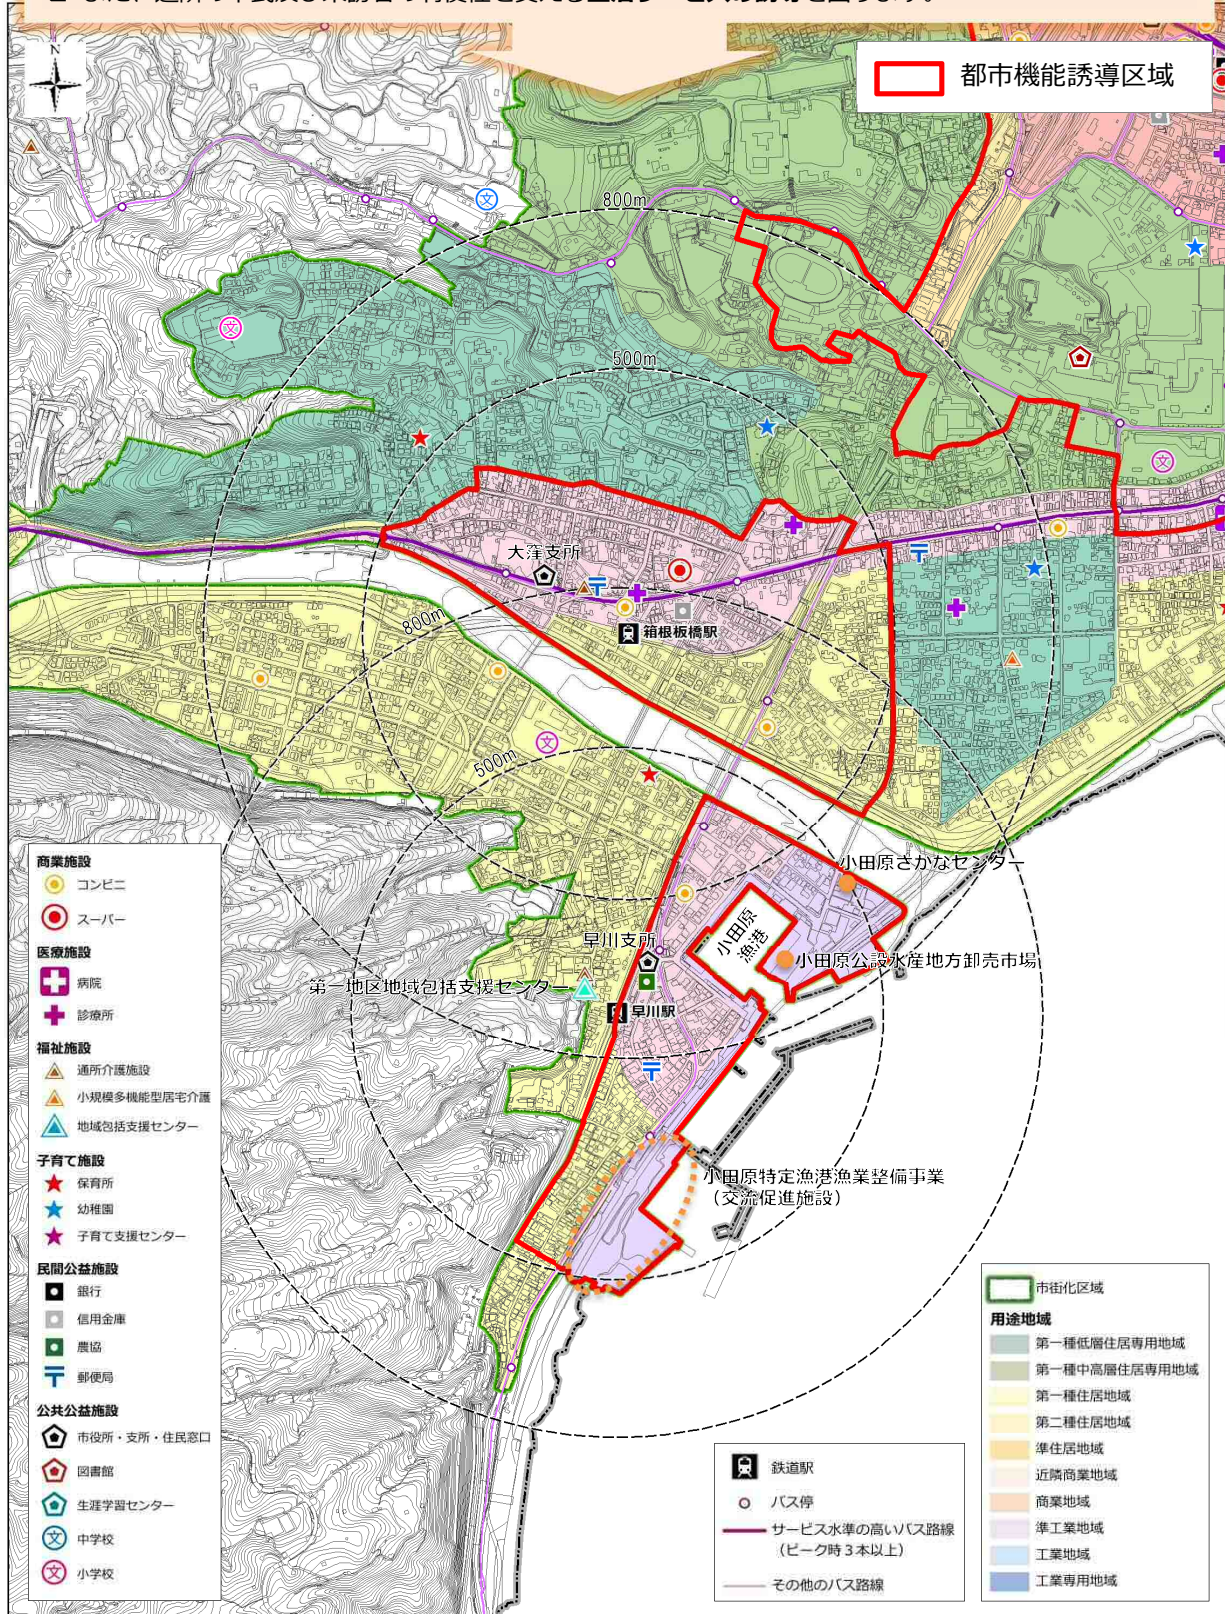 都市機能誘導区域
N
800m
500m
大窪支所
箱根板橋駅
800m
500m
小田原さかなセンター
小田原
漁港
早川支所
小田原公設水産地方卸売市場
第一地区地域包括支援センター
早川駅
小田原特定漁港漁業整備事業
（交流促進施設）
商業施設
コンビニ
スーパー
医療施設
病院
診療所
福祉施設
通所介護施設
小規模多機能型居宅介護
地域包括支援センター
子育て施設
保育所
幼稚園
子育て支援センター
民間公益施設
銀行
信用金庫
農協
郵便局
公共公益施設
市役所・支所・住民窓口
図書館
生涯学習センター
文 中学校
文 小学校
鉄道駅
バス停
サービス水準の高いバス路線
（ピーク時３本以上）
その他のバス路線
市街化区域
用途地域
第一種低層住居専用地域
第一種中高層住居専用地域
第一種住居地域
第二種住居地域
準住居地域
近隣商業地域
商業地域
準工業地域
工業地域
工業専用地域